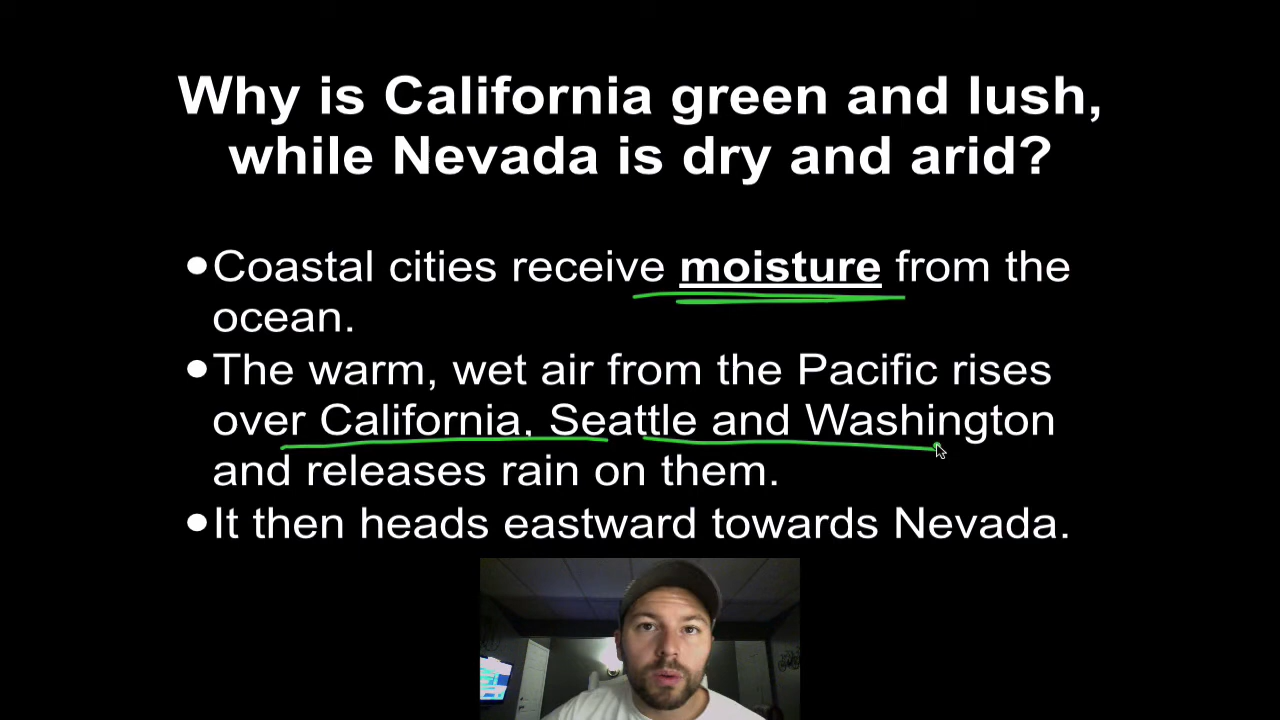 Why is California green and lush,
while Nevada is dry and arid?
•Coastal cities receive moisture from the
ocean.
•The warm, wet air from the Pacific rises
over California, Seattle and Washington
and releases rain on them.
•It then heads eastward towards Nevada.